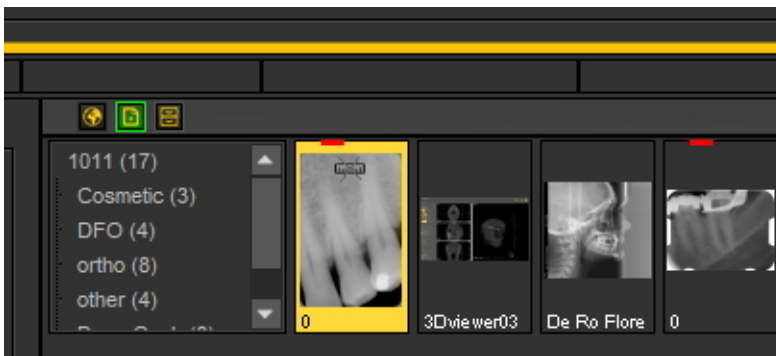 1011 (17)
Cosmetic (3)
DFO (4)
ortho (8)
other (4)
0
3Dviewer03
De Ro Flore
0